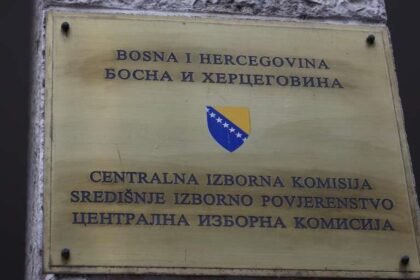 BOSNA I HERCEGOVINA
БОСНА И ХЕРЦЕГОВИНА
CENTRALNA IZBORNA KOMISIJA
SREDIŠNJE IZBORNO POVJERENSTVO
ЦЕНТРАЛНА ИЗБОРНА КОМИСИЈА